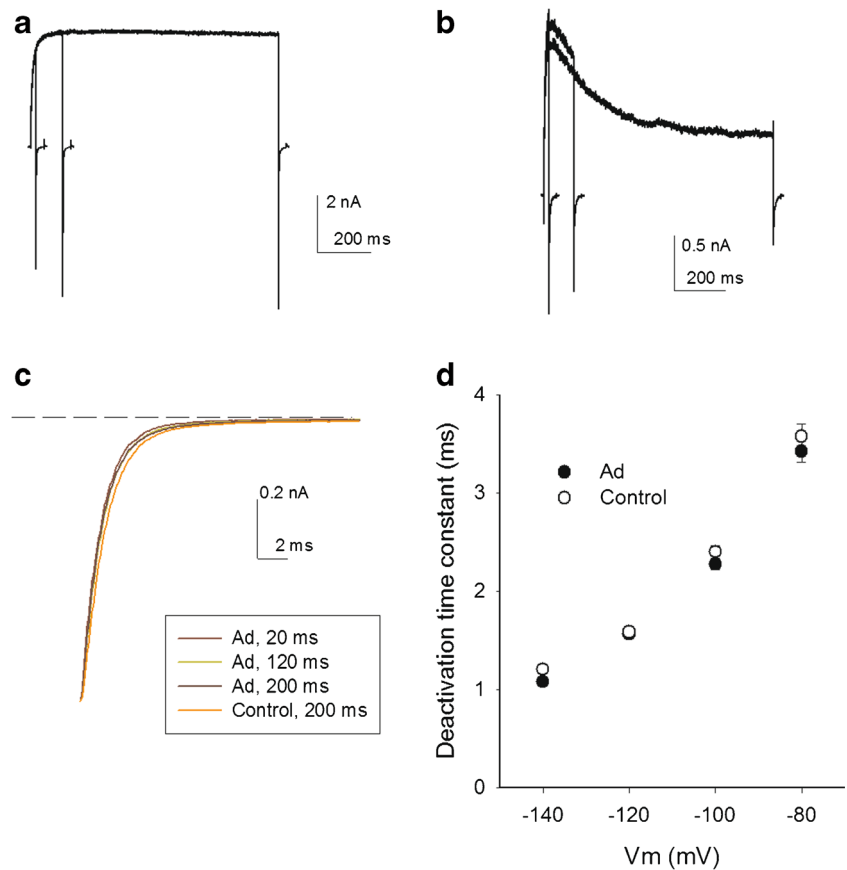 a
2 nA
200 ms
b
0.5 nA
200 ms
c
0.2 nA
2 ms
Ad, 20 ms
Ad, 120 ms
Ad, 200 ms
Control, 200 ms
d
Deactivation time constant (ms)
4
3
2
1
0
Ad
Control
-140
-120
-100
-80
Vm (mV)